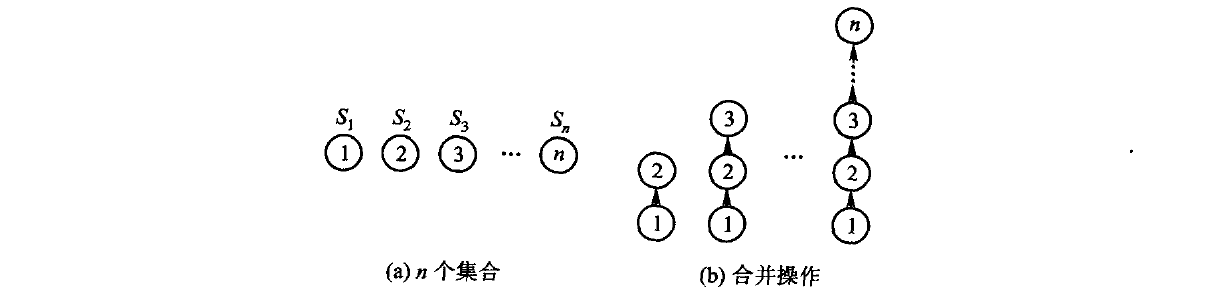 n
S1 S2 S3 Sn
1 2 3 … n
2 1
3 2 1
…
3 2 1
(a) n 个集合
(b) 合并操作